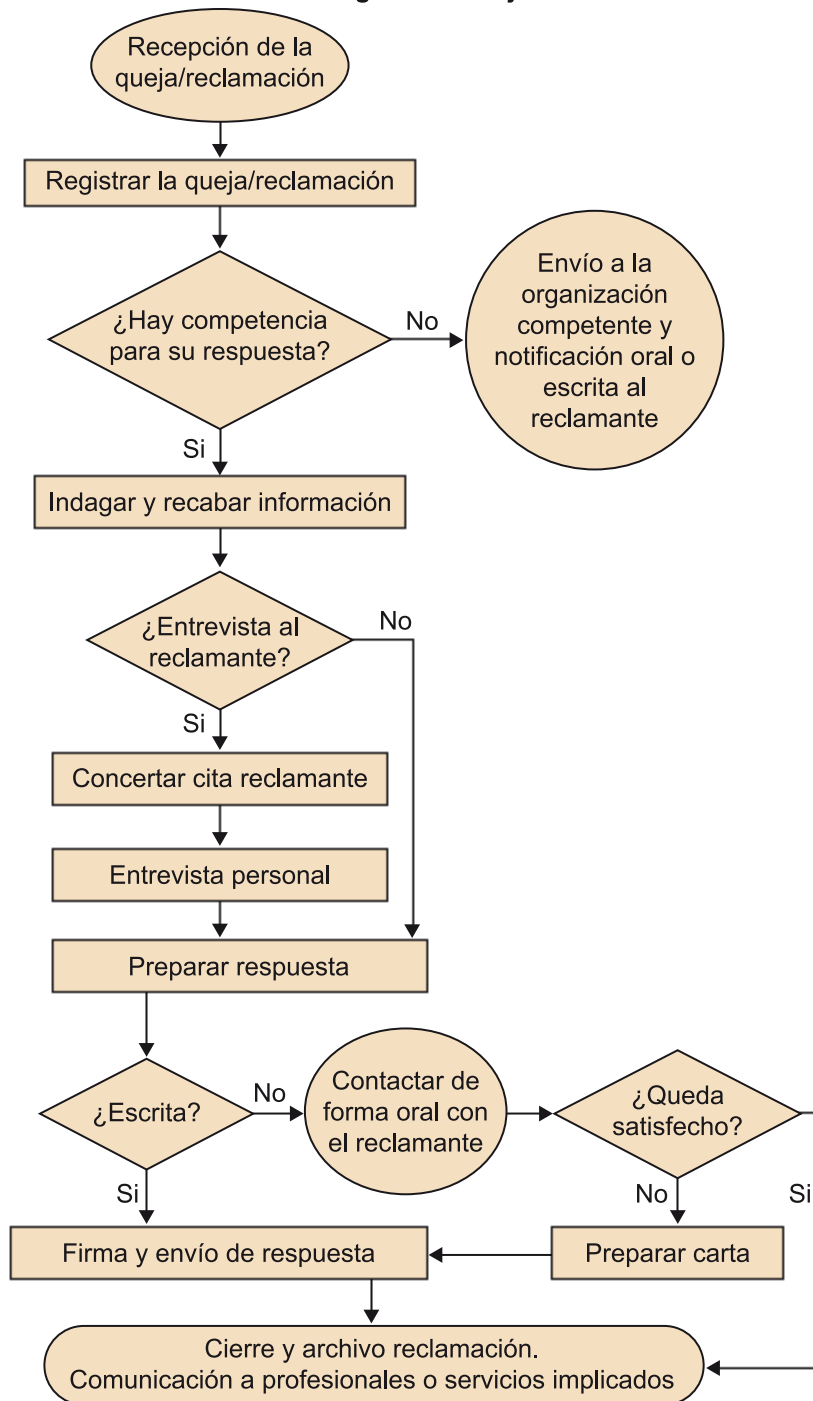 Recepción de la
queja/reclamación
Registrar la queja/reclamación
¿Hay competencia
para su respuesta?
No
Envío a la
organización
competente y
notificación oral o
escrita al
reclamante
Si
Indagar y recabar información
¿Entrevista al
reclamante?
No
Si
Concertar cita reclamante
Entrevista personal
Preparar respuesta
¿Escrita?
No
Contactar de
forma oral con
el reclamante
¿Queda
satisfecho?
Si
No
Si
Firma y envío de respuesta
Preparar carta
Cierre y archivo reclamación.
Comunicación a profesionales o servicios implicados